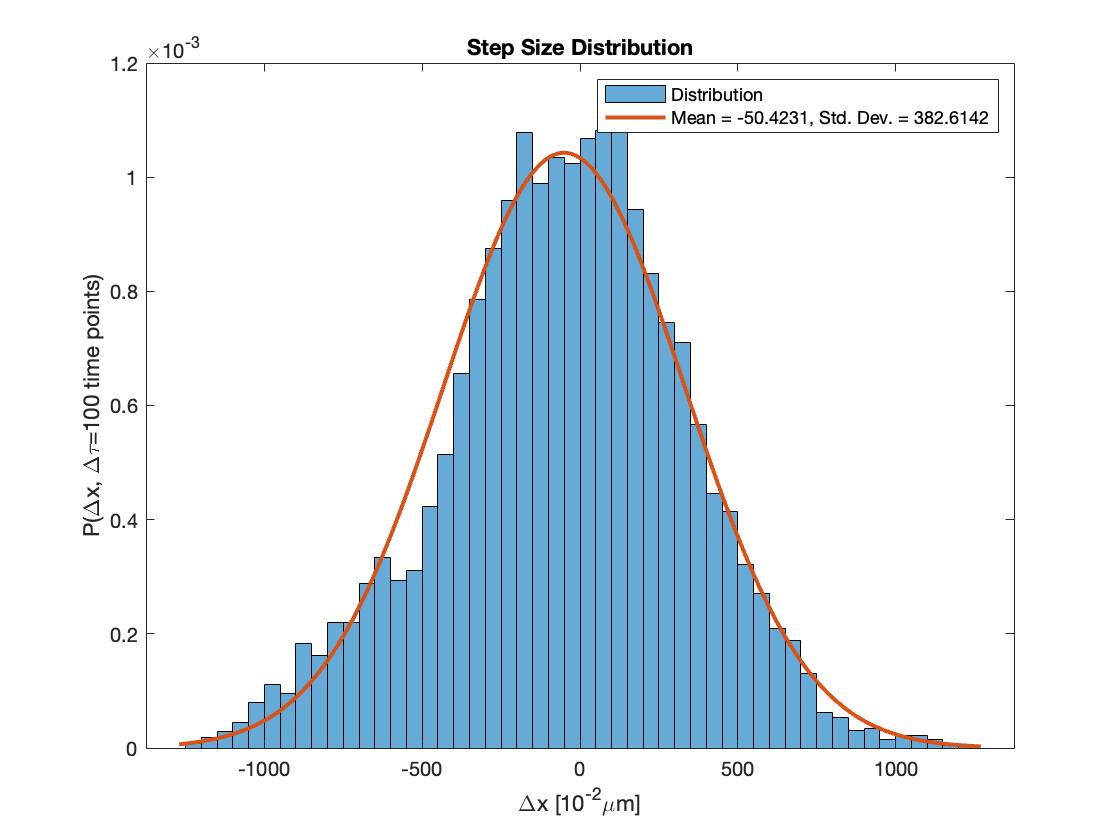 Step Size Distribution
×10⁻³
1.2
1
0.8
0.6
0.4
0.2
0
P(Δx, Δτ=100 time points)
Distribution
Mean = -50.4231, Std. Dev. = 382.6142
-1000 -500 0 500 1000
Δx [10⁻²μm]